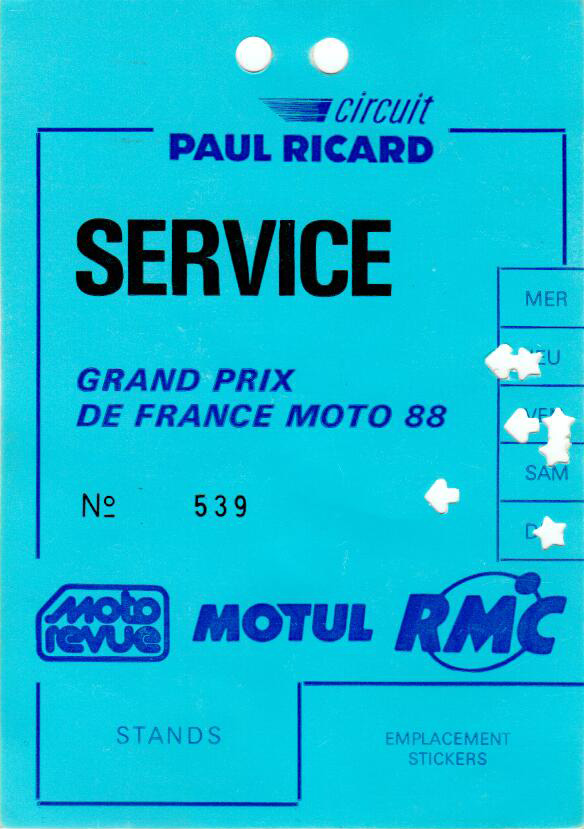 circuit
PAUL RICARD
SERVICE
GRAND PRIX
DE FRANCE MOTO 88
MER
SAM
Nº 539
Moto
revue
MOTUL
RMC
STANDS
EMPLACEMENT
STICKERS